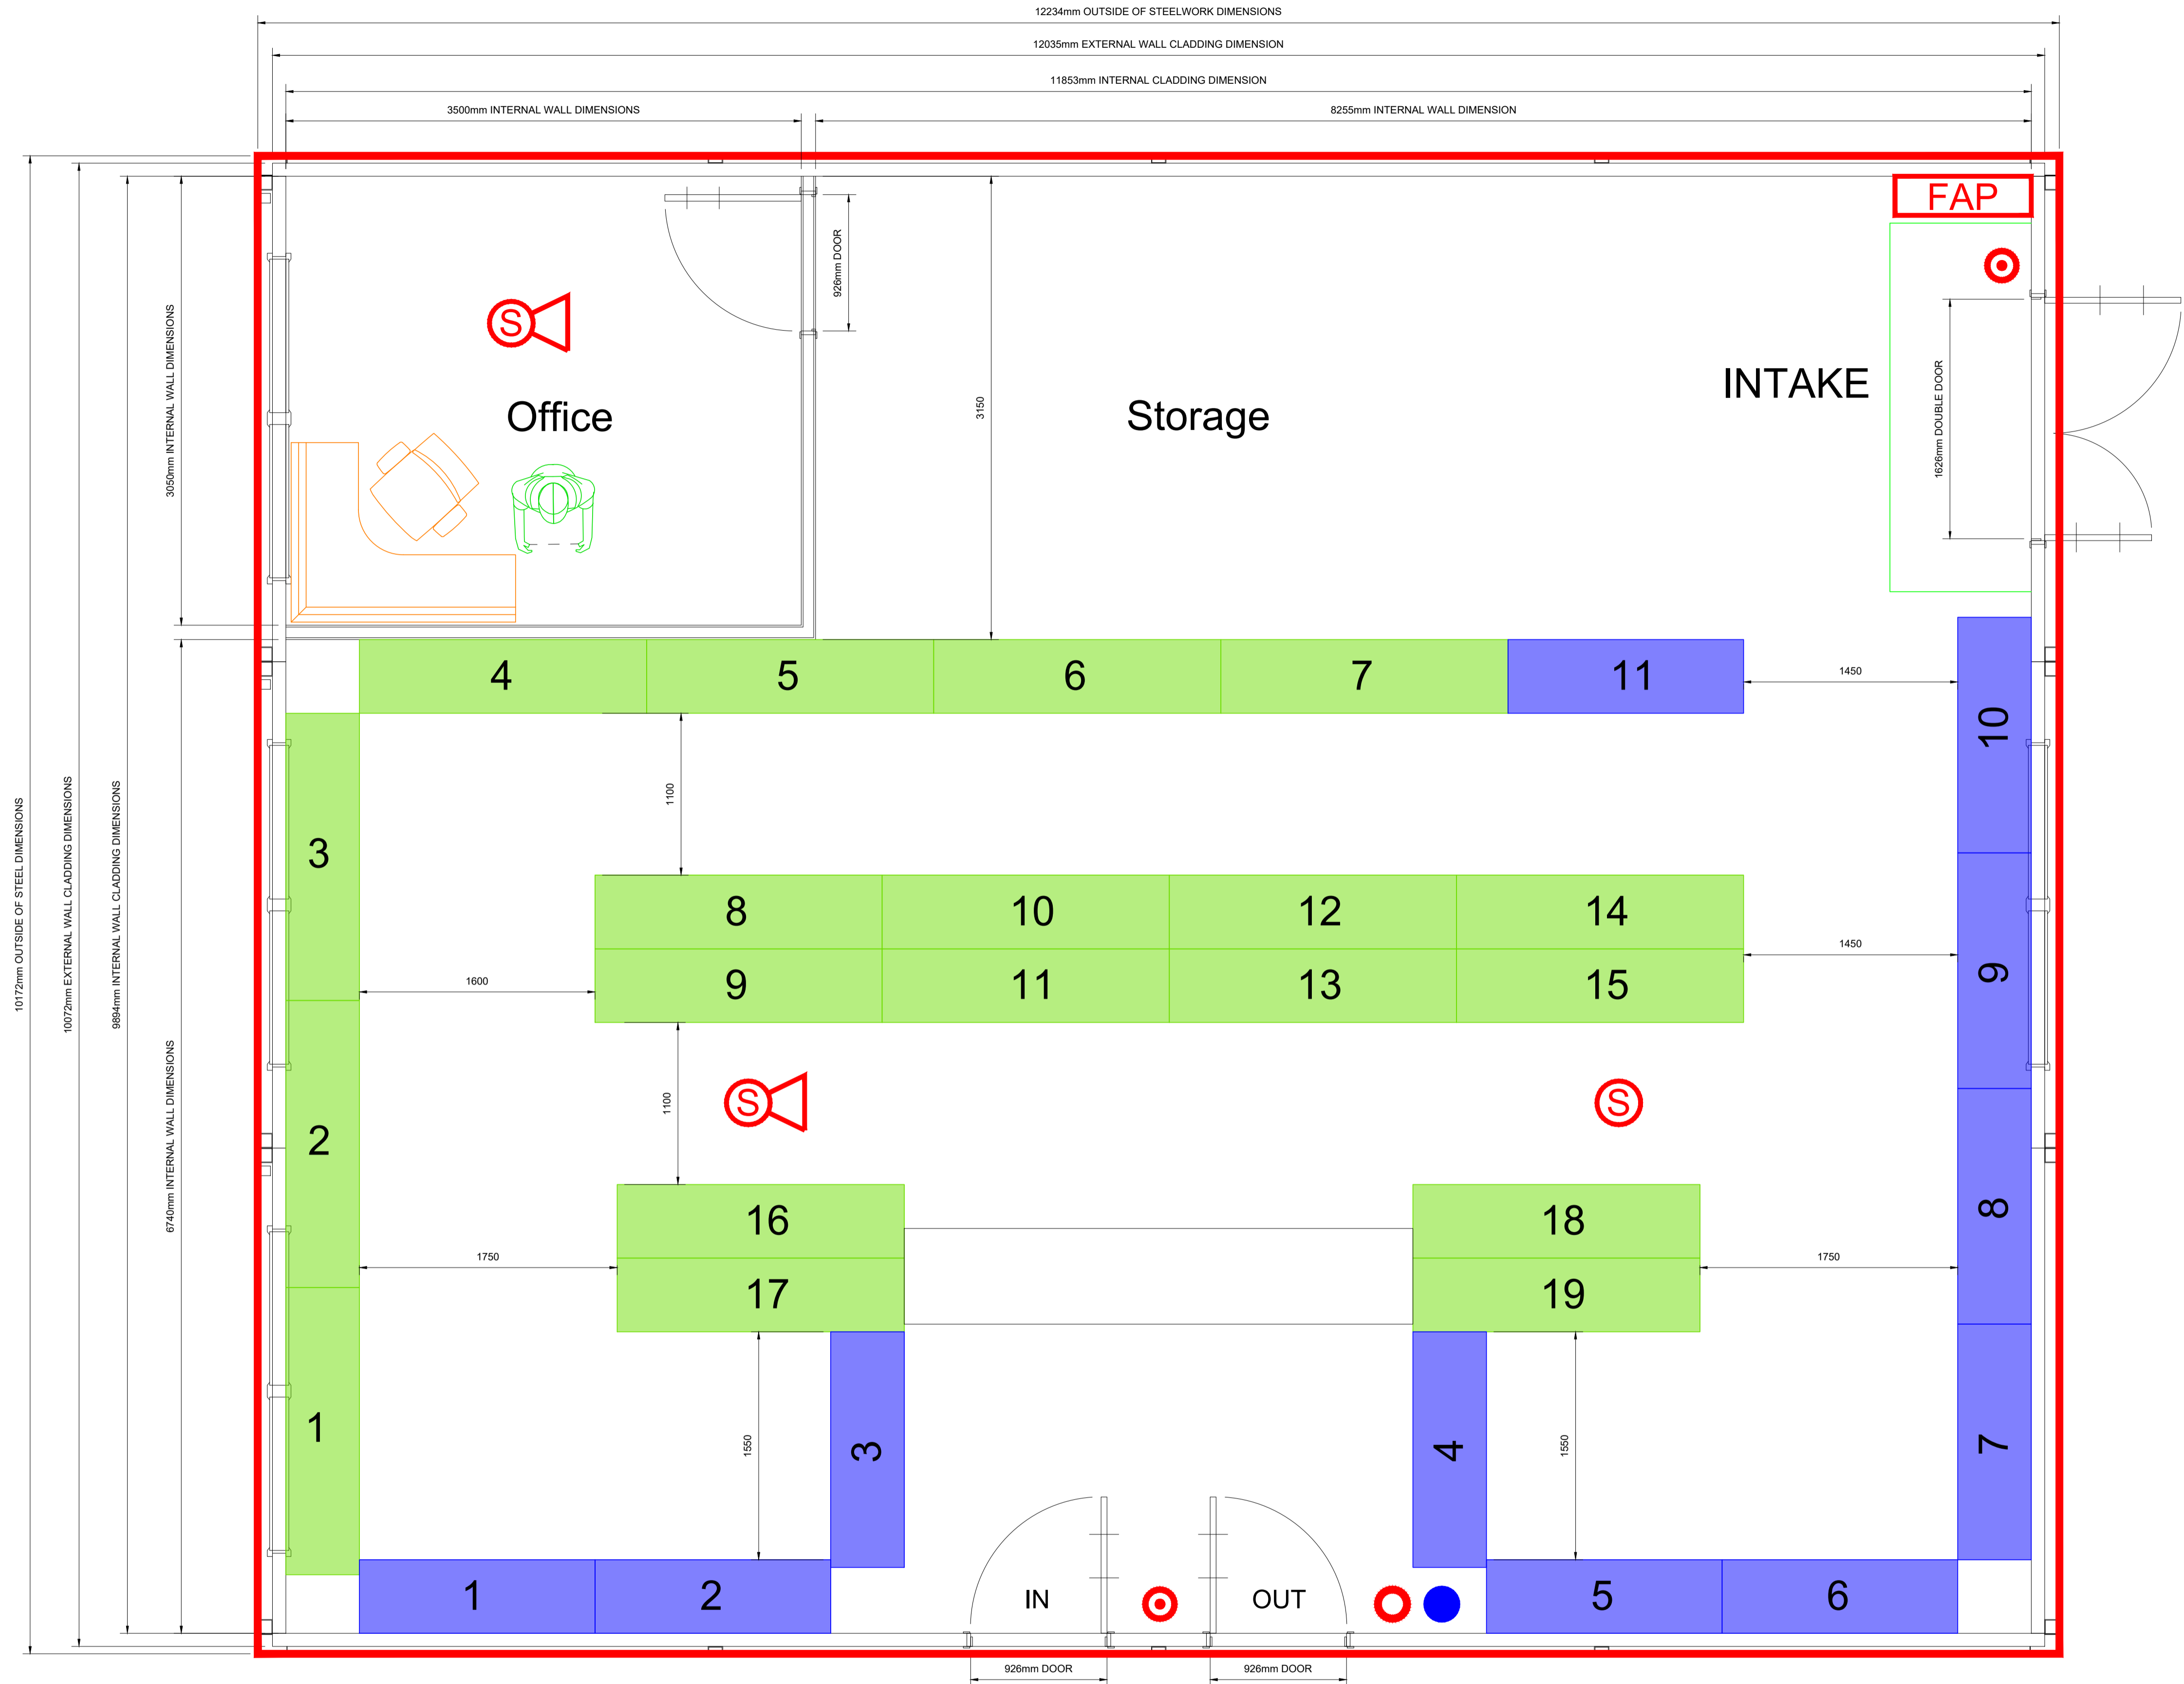 12234mm OUTSIDE OF STEELWORK DIMENSIONS
12035mm EXTERNAL WALL CLADDING DIMENSION
11853mm INTERNAL CLADDING DIMENSION
3500mm INTERNAL WALL DIMENSIONS
8255mm INTERNAL WALL DIMENSION
10172mm OUTSIDE OF STEEL DIMENSIONS
10072mm EXTERNAL WALL CLADDING DIMENSIONS
9894mm INTERNAL WALL CLADDING DIMENSIONS
3050mm INTERNAL WALL DIMENSIONS
6740mm INTERNAL WALL DIMENSIONS
FAP
926mm DOOR
S
Office
3150
Storage
INTAKE
1626mm DOUBLE DOOR
4
5
6
7
11
1450
10
1100
3
8
10
12
14
1450
9
11
13
15
9
1600
1100
S
S
2
16
18
8
1750
1750
17
19
1
1550
3
4
1550
7
1
2
IN
OUT
5
6
926mm DOOR
926mm DOOR